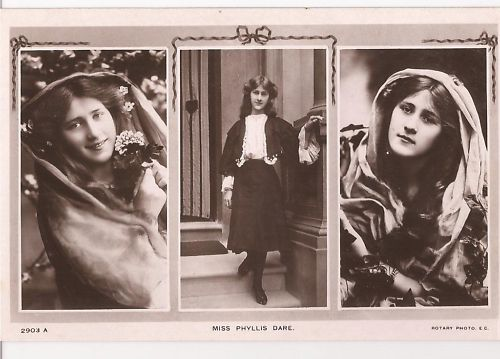 2903 A
MISS PHYLLIS DARE.
ROTARY PHOTO, E.C.